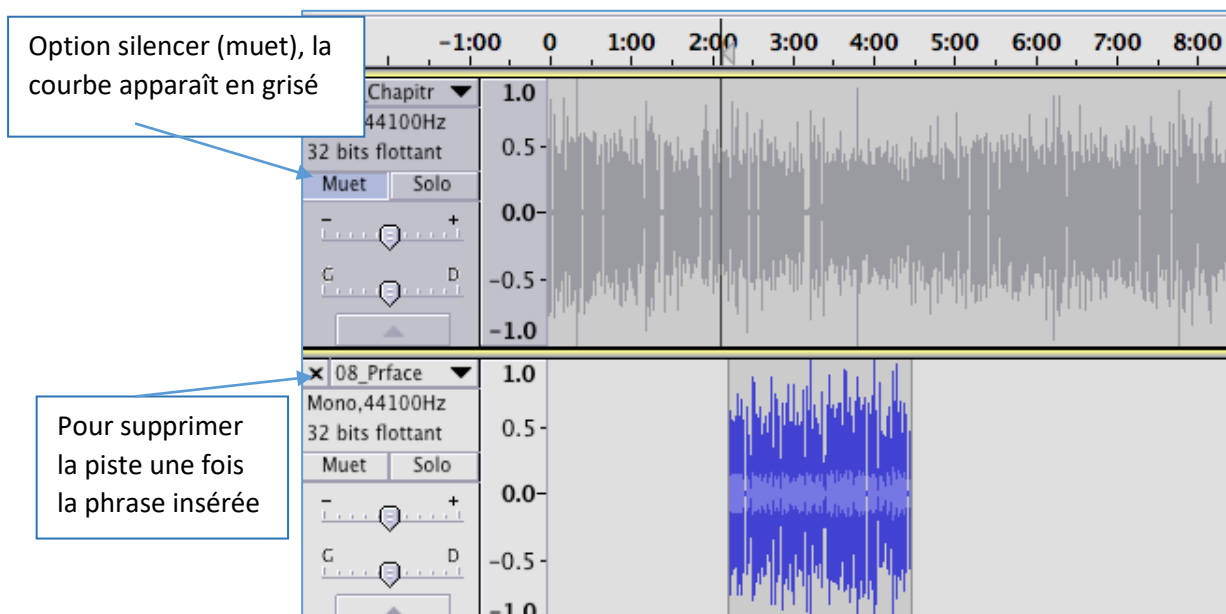 Option silencer (muet), la
courbe apparaît en grisé
-1:00 0 1:00 2:00 3:00 4:00 5:00 6:00 7:00 8:00
_Chapitr
44100Hz
32 bits flottant
Muet Solo
- +
G D
1.0
0.5-
0.0-
-0.5-
-1.0
Pour supprimer
la piste une fois
la phrase insérée
x 08_Prface
Mono,44100Hz
32 bits flottant
Muet Solo
- +
G D
1.0
0.5-
0.0-
-0.5-
-1.0